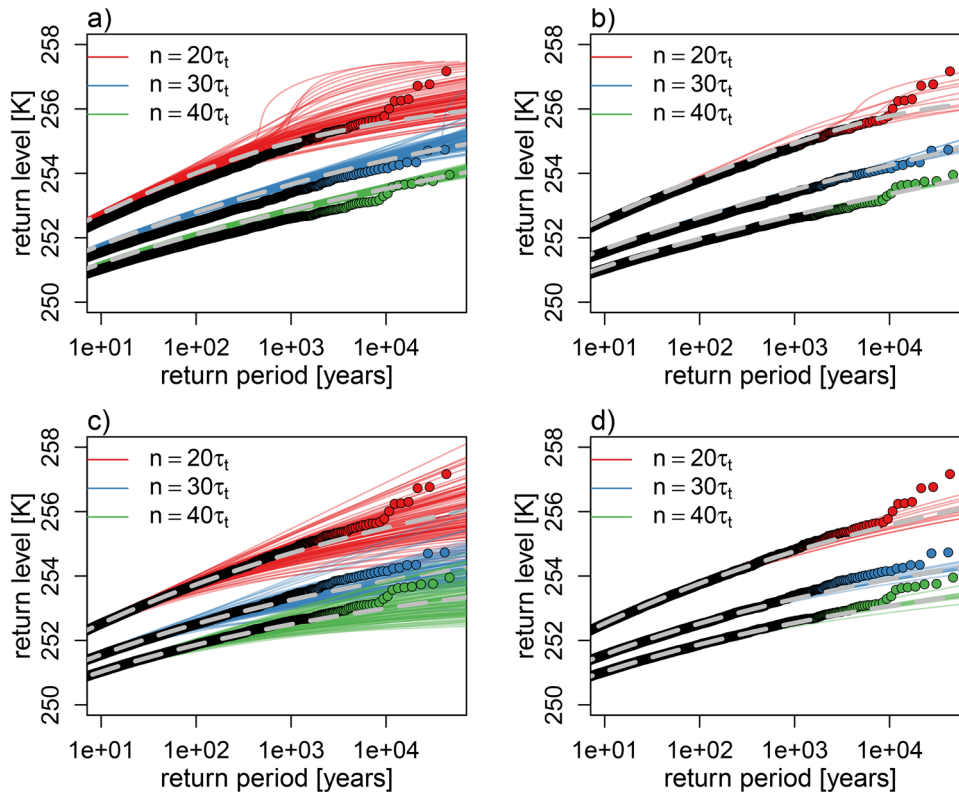 a)
n = 20τt
n = 30τt
n = 40τt
return level [K]
250 252 254 256 258
1e+01 1e+02 1e+03 1e+04
return period [years]
b)
n = 20τt
n = 30τt
n = 40τt
return level [K]
250 252 254 256 258
1e+01 1e+02 1e+03 1e+04
return period [years]
c)
n = 20τt
n = 30τt
n = 40τt
return level [K]
250 252 254 256 258
1e+01 1e+02 1e+03 1e+04
return period [years]
d)
n = 20τt
n = 30τt
n = 40τt
return level [K]
250 252 254 256 258
1e+01 1e+02 1e+03 1e+04
return period [years]